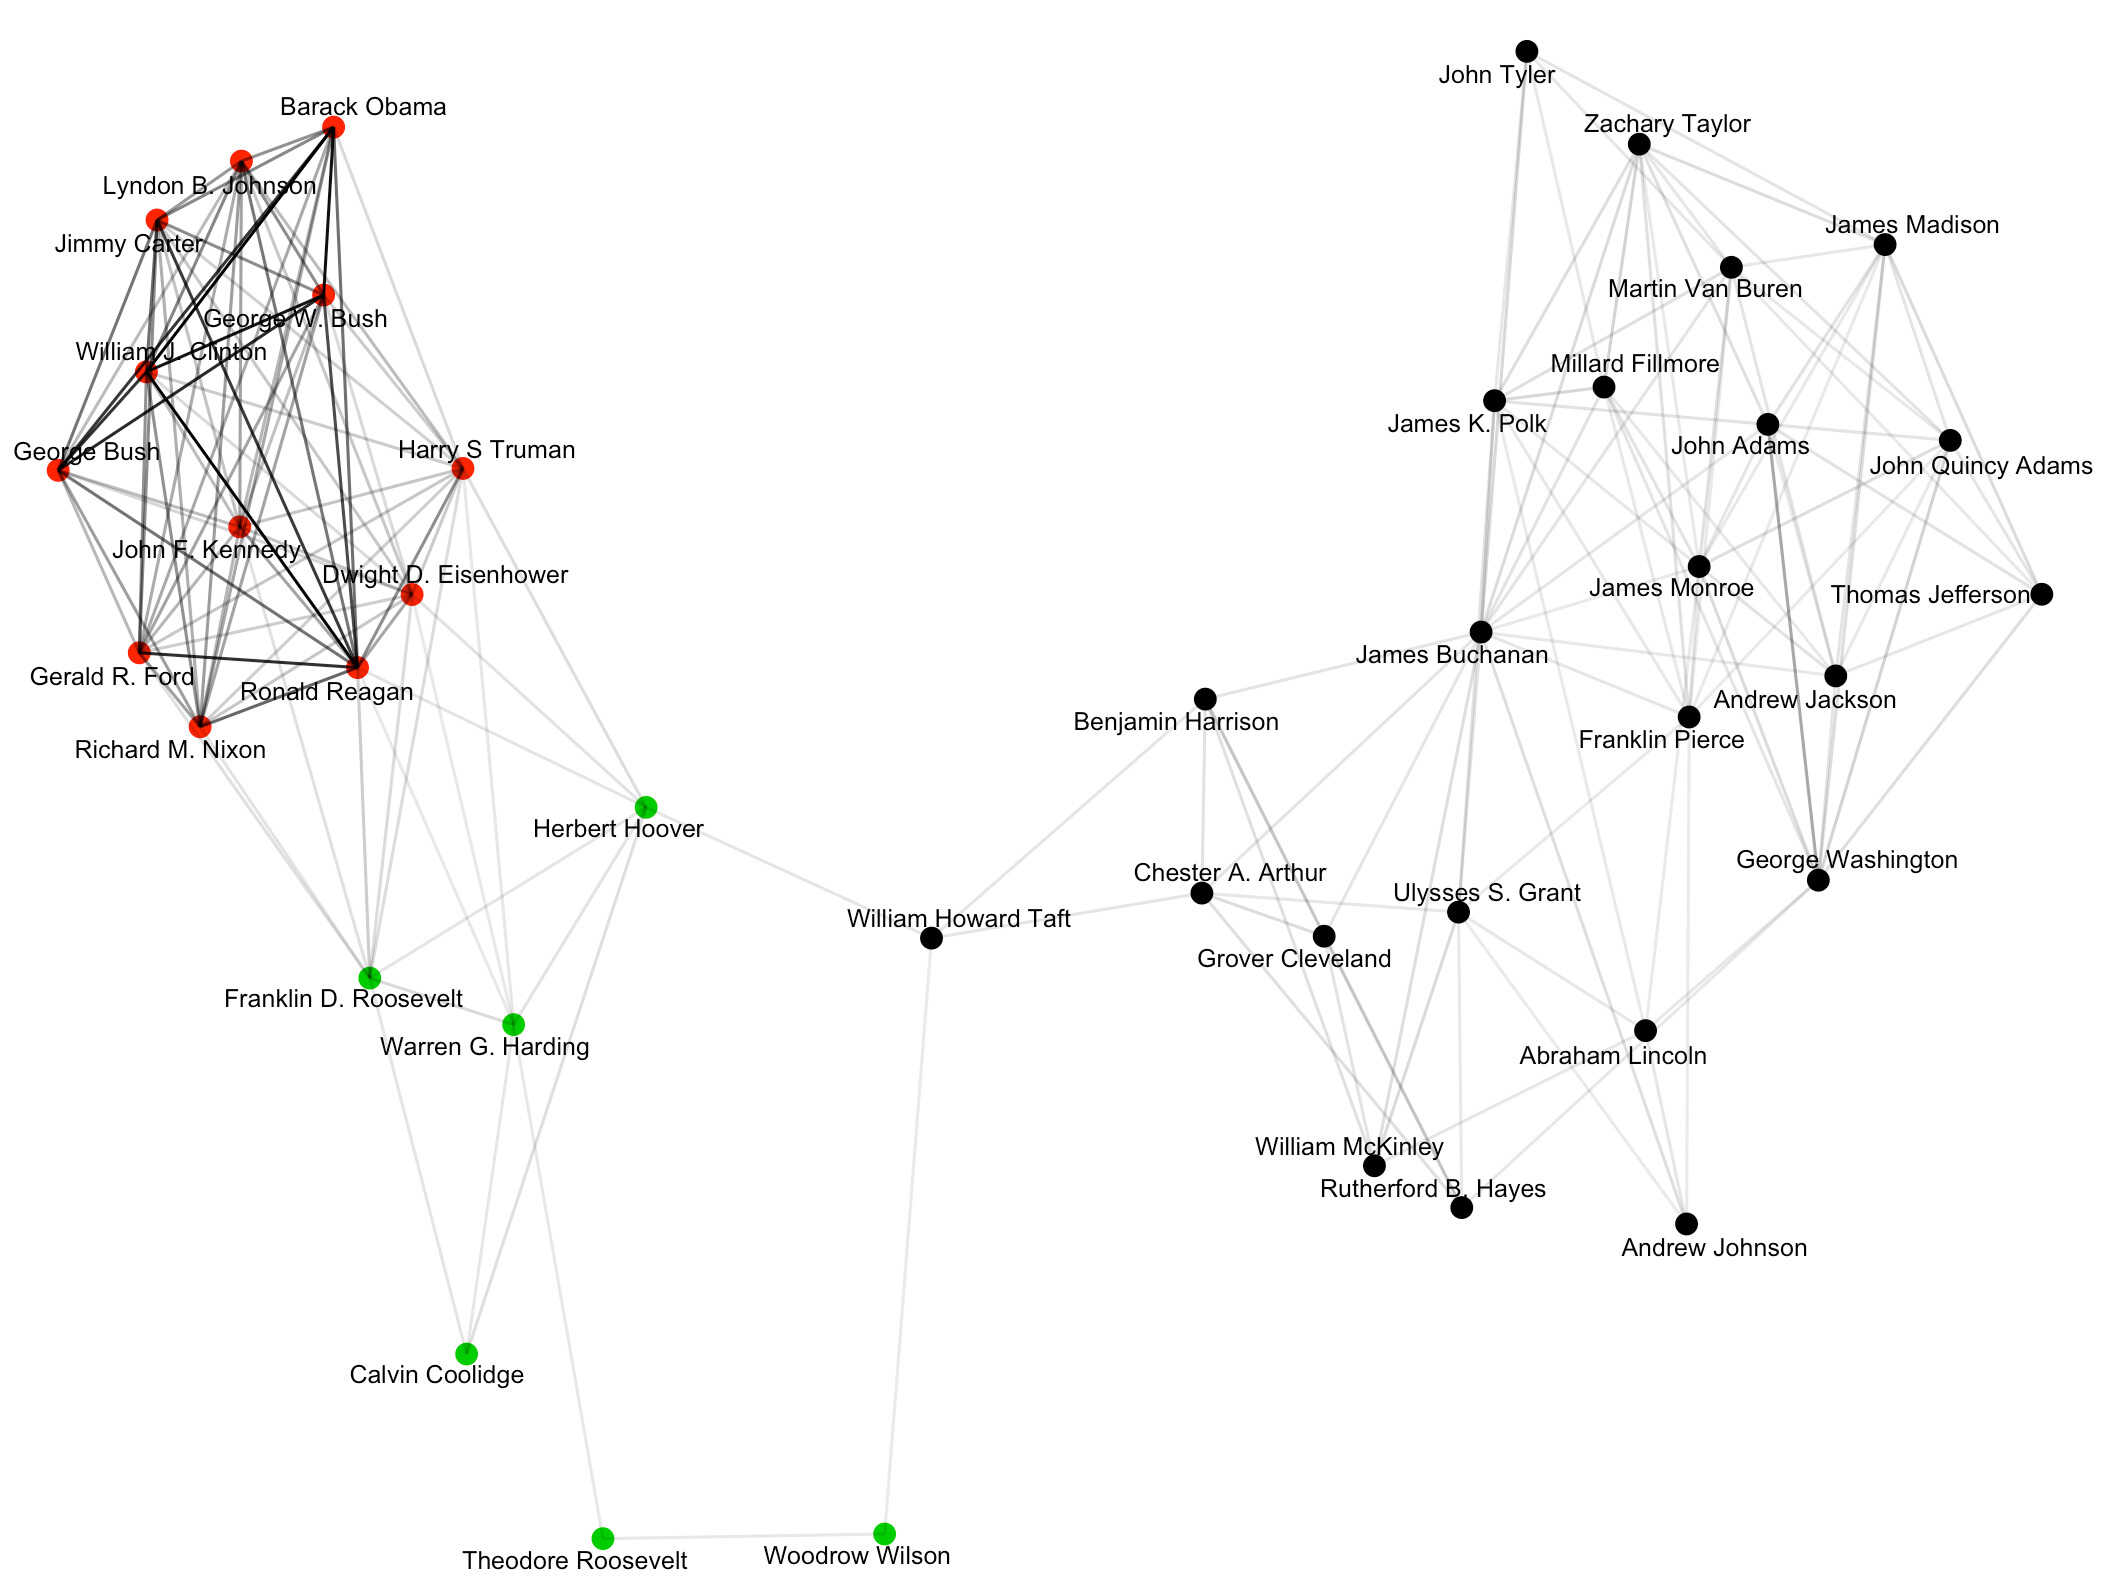 John Tyler
Barack Obama
Zachary Taylor
Lyndon B. Johnson
James Madison
Jimmy Carter
Martin Van Buren
George W. Bush
William J. Clinton
Millard Fillmore
James K. Polk
John Adams
George Bush
Harry S Truman
John Quincy Adams
John F. Kennedy
Dwight D. Eisenhower
James Monroe
Thomas Jefferson
James Buchanan
Gerald R. Ford
Ronald Reagan
Andrew Jackson
Benjamin Harrison
Franklin Pierce
Richard M. Nixon
Herbert Hoover
George Washington
Chester A. Arthur
Ulysses S. Grant
William Howard Taft
Grover Cleveland
Franklin D. Roosevelt
Warren G. Harding
Abraham Lincoln
William McKinley
Rutherford B. Hayes
Andrew Johnson
Calvin Coolidge
Theodore Roosevelt
Woodrow Wilson